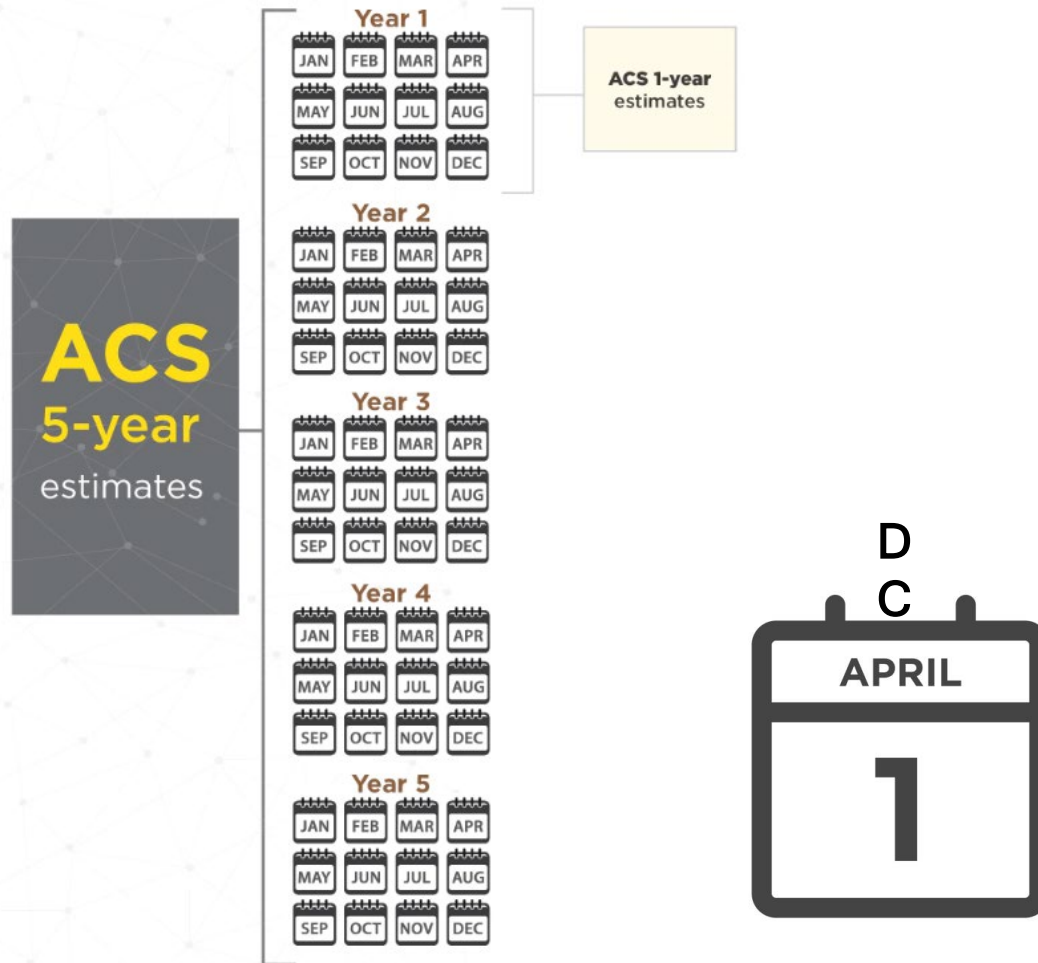 ACS
5-year
estimates
Year 1
JAN FEB MAR APR
MAY JUN JUL AUG
SEP OCT NOV DEC
ACS 1-year
estimates
Year 2
JAN FEB MAR APR
MAY JUN JUL AUG
SEP OCT NOV DEC
Year 3
JAN FEB MAR APR
MAY JUN JUL AUG
SEP OCT NOV DEC
Year 4
JAN FEB MAR APR
MAY JUN JUL AUG
SEP OCT NOV DEC
Year 5
JAN FEB MAR APR
MAY JUN JUL AUG
SEP OCT NOV DEC
D
C
APRIL
1